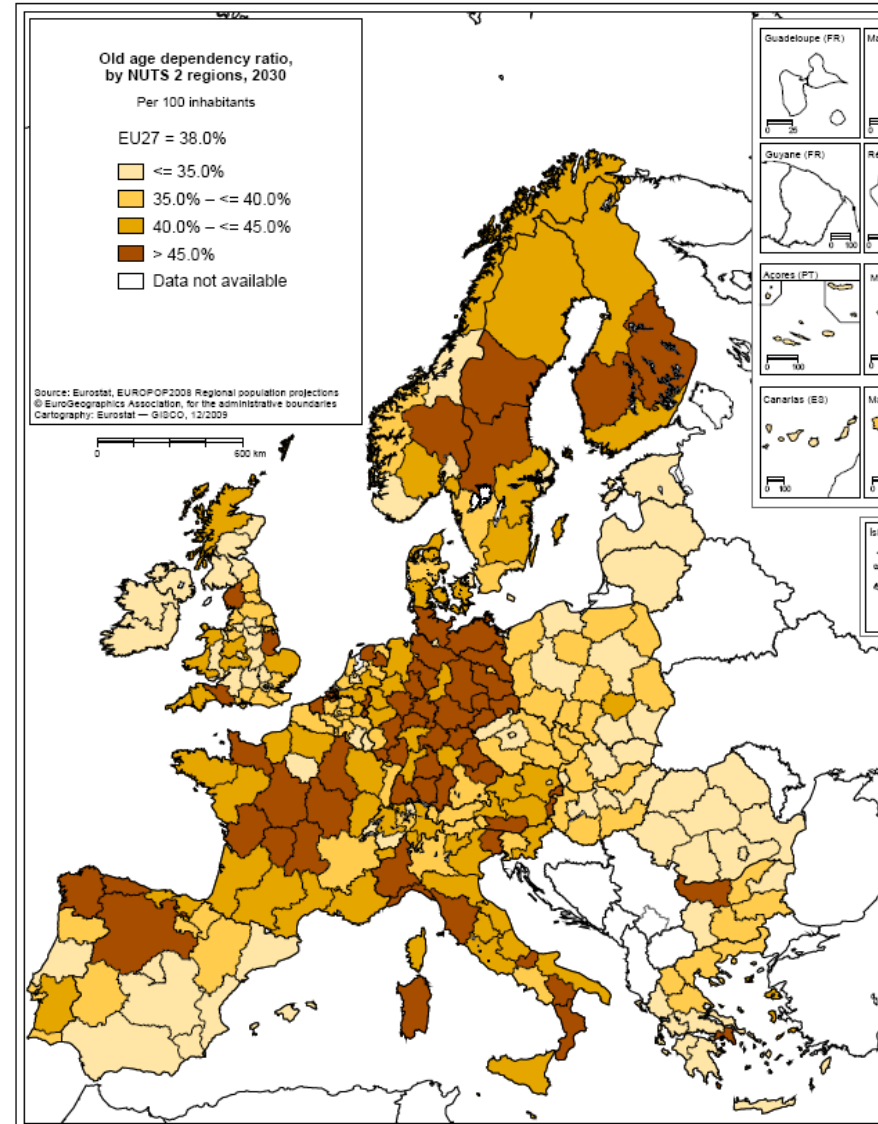 Old age dependency ratio,
by NUTS 2 regions, 2030
Per 100 inhabitants
EU27 = 38.0%
<= 35.0%
35.0% – <= 40.0%
40.0% – <= 45.0%
> 45.0%
Data not available
Source: Eurostat, EUROPOP2008 Regional population projections
© EuroGeographics Association, for the administrative boundaries
Cartography: Eurostat — GISCO, 12/2009
0 500 km
Guadeloupe (FR)
0 25
Guyane (FR)
0 100
Açores (PT)
0 100
Canarias (ES)
0 100